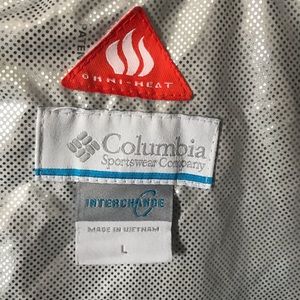 OMNI-HEAT
Columbia
Sportswear Company
INTERCHANGE
MADE IN VIETNAM
L